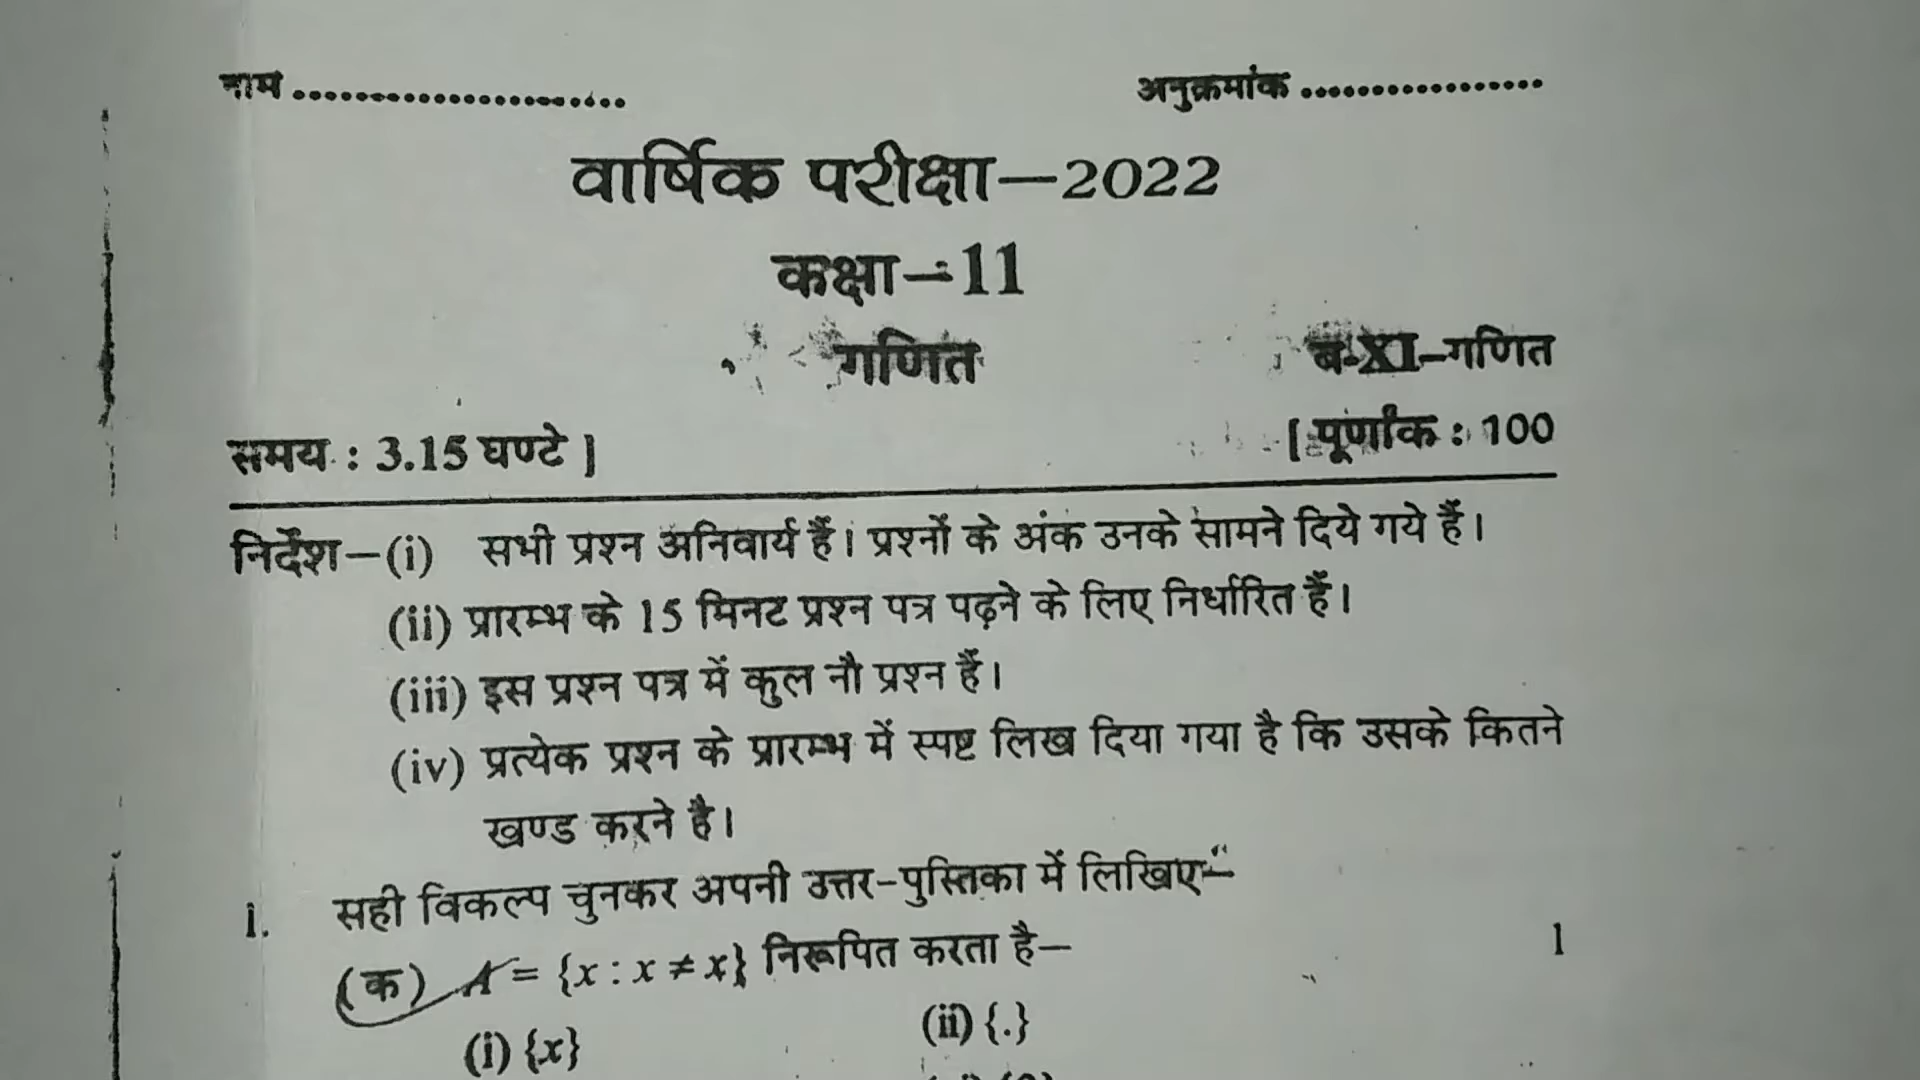 नाम ...................... अनुक्रमांक .................
वार्षिक परीक्षा—2022
कक्षा—11
गणित ब-XI–गणित
समय : 3.15 घण्टे ] [ पूर्णांक : 100
निर्देश—(i) सभी प्रश्न अनिवार्य हैं। प्रश्नों के अंक उनके सामने दिये गये हैं।
(ii) प्रारम्भ के 15 मिनट प्रश्न पत्र पढ़ने के लिए निर्धारित हैं।
(iii) इस प्रश्न पत्र में कुल नौ प्रश्न हैं।
(iv) प्रत्येक प्रश्न के प्रारम्भ में स्पष्ट लिख दिया गया है कि उसके कितने
खण्ड करने है।
1. सही विकल्प चुनकर अपनी उत्तर-पुस्तिका में लिखिए—
(क) A = {x : x ≠ x} निरूपित करता है— 1
(i) {x} (ii) {.}